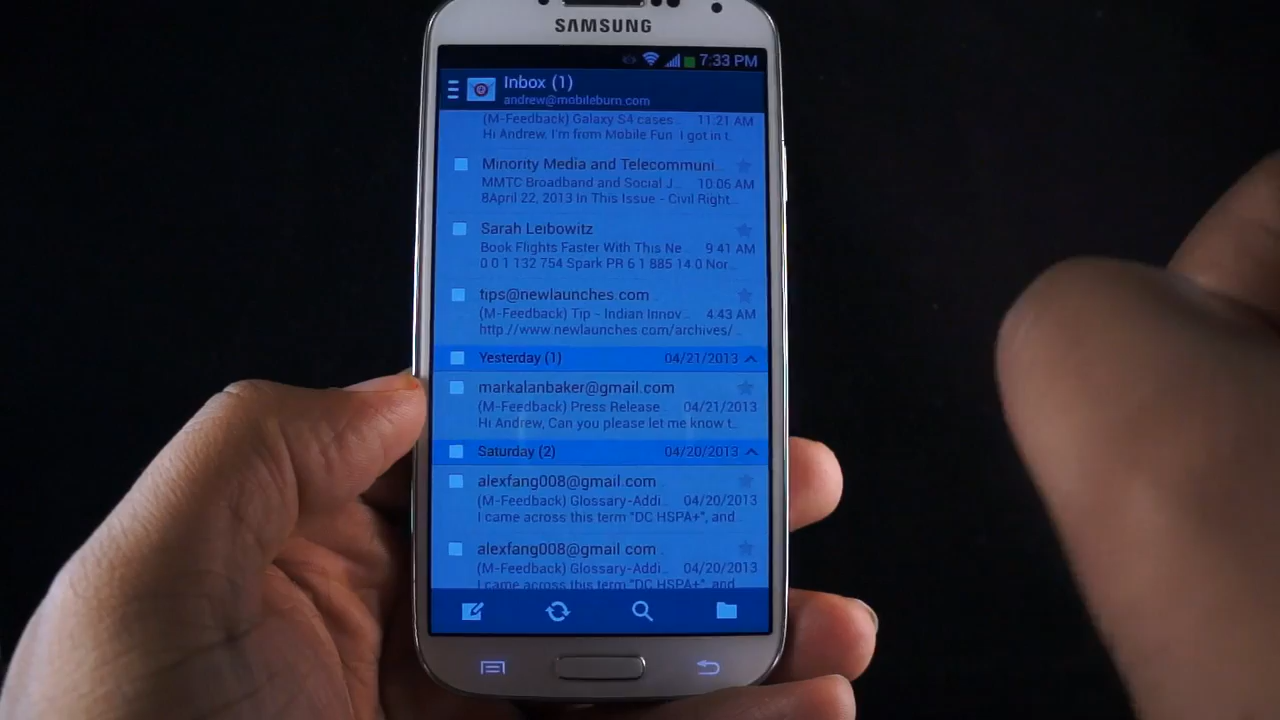 SAMSUNG
7:33 PM
Inbox (1)
andrew@mobileburn.com
(M-Feedback) Galaxy S4 cases... 11:21 AM
Hi Andrew, I'm from Mobile Fun I got in t...
Minority Media and Telecommuni...
MMTC Broadband and Social J... 10:06 AM
8April 22, 2013 In This Issue - Civil Right...
Sarah Leibowitz
Book Flights Faster With This Ne... 9:41 AM
0 0 1 132 754 Spark PR 6 1 885 14.0 Nor...
tips@newlaunches.com
(M-Feedback) Tip - Indian Innov... 4:43 AM
http://www.newlaunches.com/archives/...
Yesterday (1) 04/21/2013
markalanbaker@gmail.com
(M-Feedback) Press Release 04/21/2013
Hi Andrew, Can you please let me know t...
Saturday (2) 04/20/2013
alexfang008@gmail.com
(M-Feedback) Glossary-Addi... 04/20/2013
I came across this term "DC HSPA+", and...
alexfang008@gmail.com
(M-Feedback) Glossary-Addi... 04/20/2013
I came across this term "DC HSPA+", and